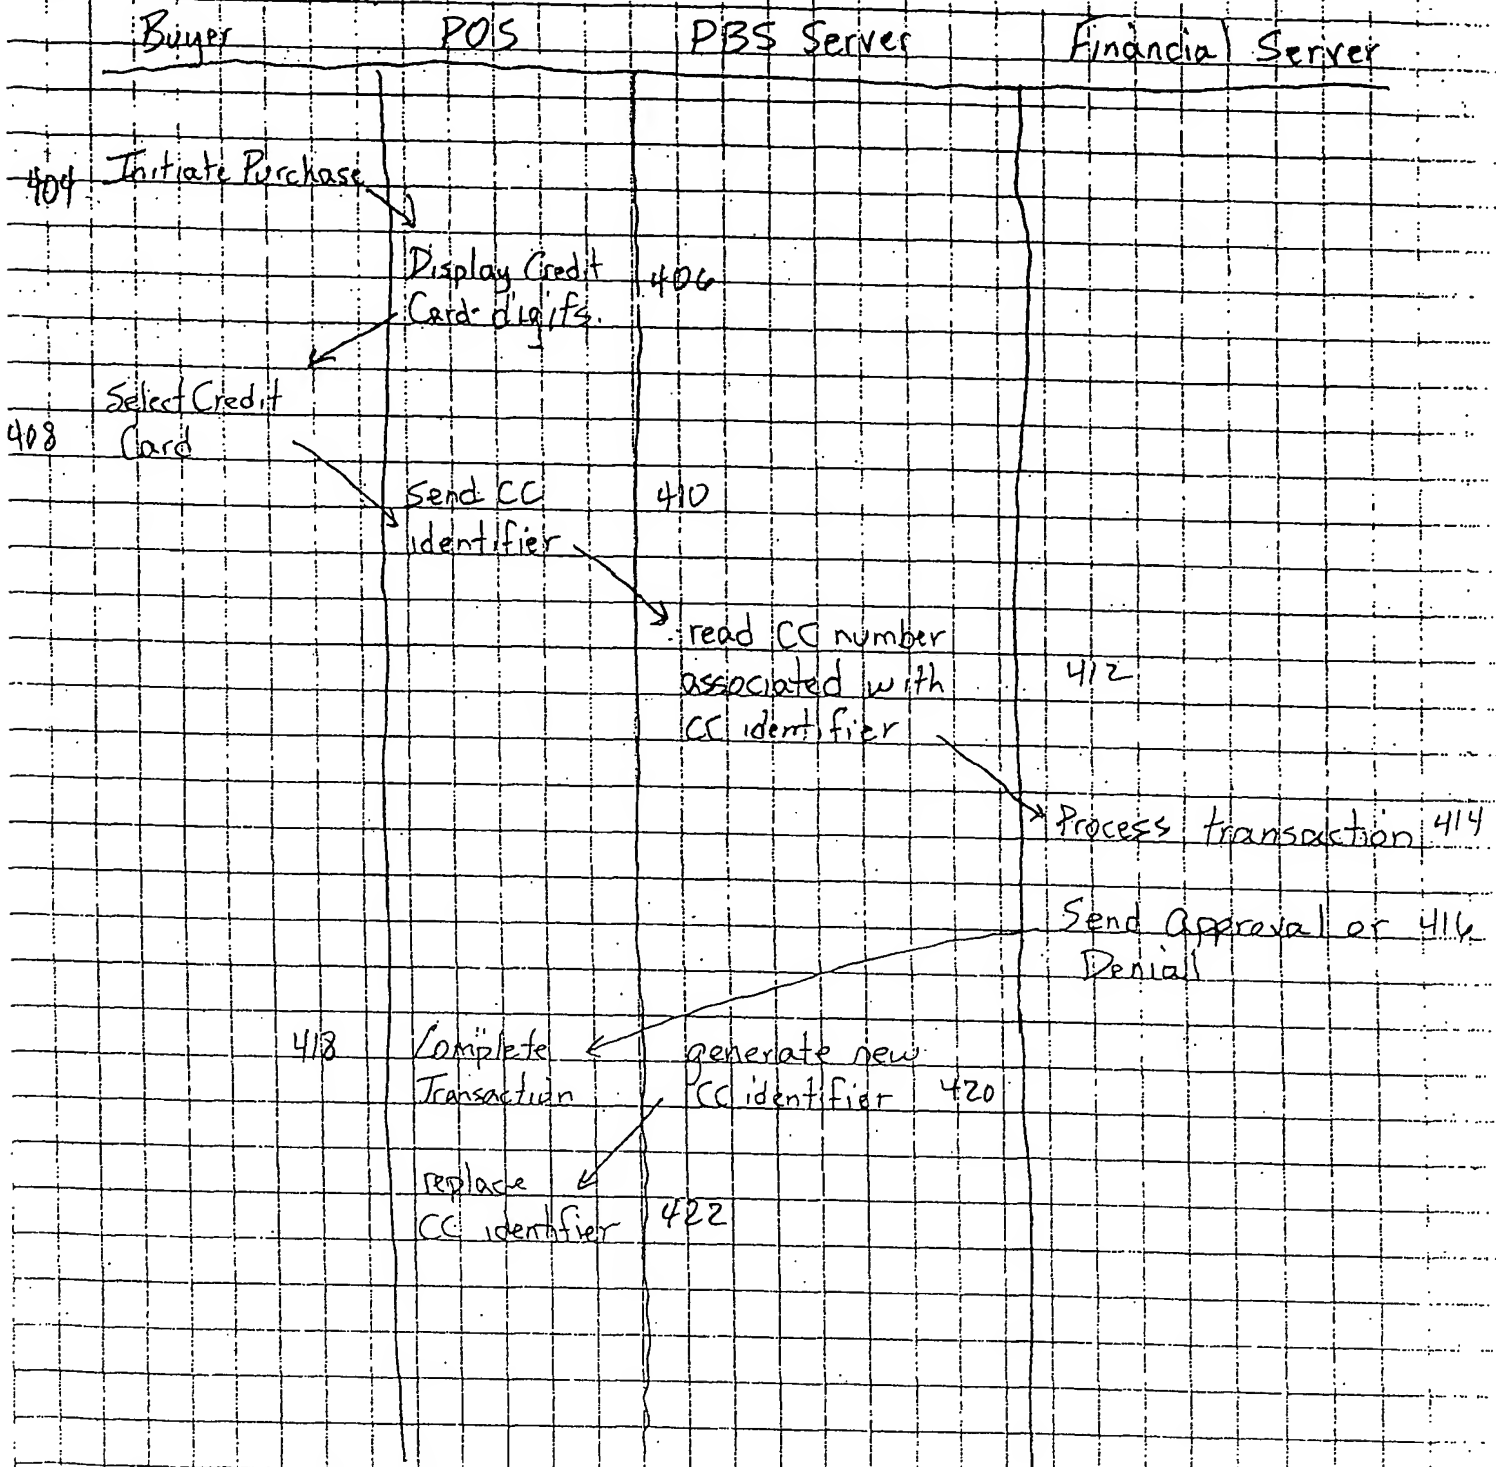 Buyer POS PBS Server Financial Server
404 Initiate Purchase
Display Credit 406
Card digits.
Select Credit
408 Card
Send CC 410
identifier
read CC number
associated with 412
CC identifier
Process transaction 414
Send Approval or 416
Denial
418 Complete generate new
Transaction CC identifier 420
replace
CC identifier 422